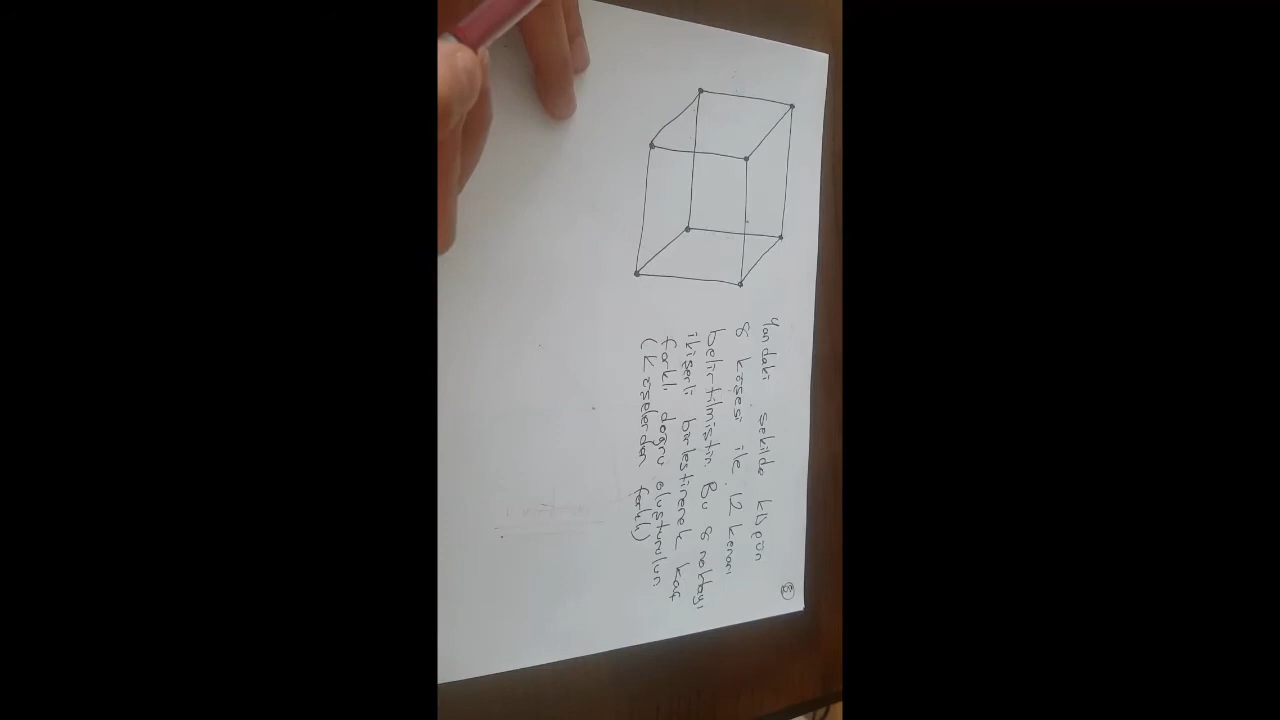 8
Yandaki şekilde küpün
8 köşesi ile 12 kenarı
belirtilmiştir. Bu 8 noktayı
ikişerli birleştirerek kaç
farklı doğru oluşturulur
(Köşelerden farklı)